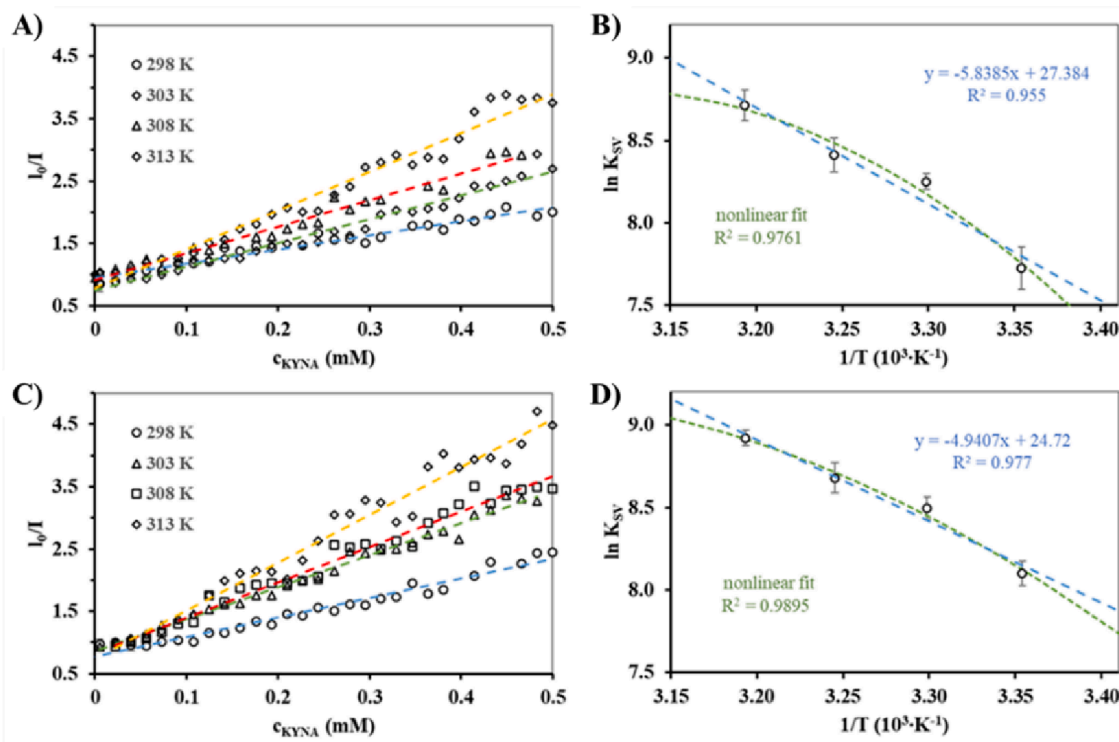 A)
I₀/I
4.5
3.5
2.5
1.5
0.5
298 K
303 K
308 K
313 K
0
0.1
0.2
0.3
0.4
0.5
c_KYNA (mM)
B)
ln K_SV
9.0
8.5
8.0
7.5
y = -5.8385x + 27.384
R² = 0.955
nonlinear fit
R² = 0.9761
3.15
3.20
3.25
3.30
3.35
3.40
1/T (10³·K⁻¹)
C)
I₀/I
4.5
3.5
2.5
1.5
0.5
298 K
303 K
308 K
313 K
0
0.1
0.2
0.3
0.4
0.5
c_KYNA (mM)
D)
ln K_SV
9.0
8.5
8.0
7.5
y = -4.9407x + 24.72
R² = 0.977
nonlinear fit
R² = 0.9895
3.15
3.20
3.25
3.30
3.35
3.40
1/T (10³·K⁻¹)